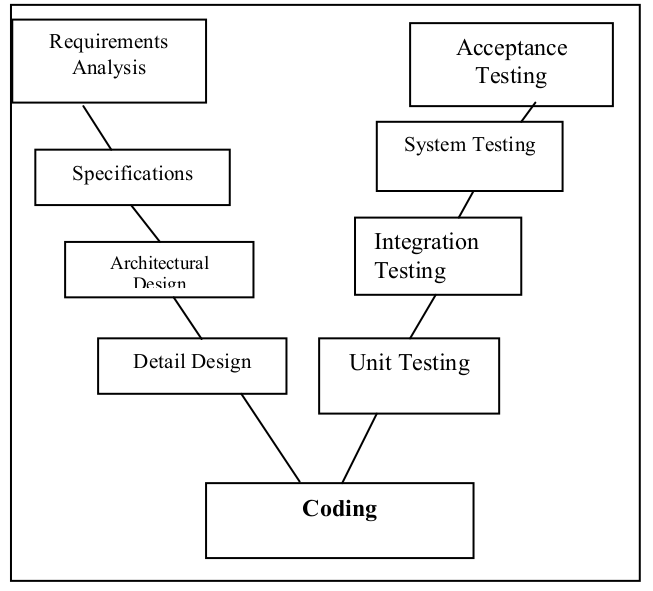 Requirements
Analysis
Acceptance
Testing
System Testing
Specifications
Integration
Testing
Architectural
Design
Detail Design
Unit Testing
Coding